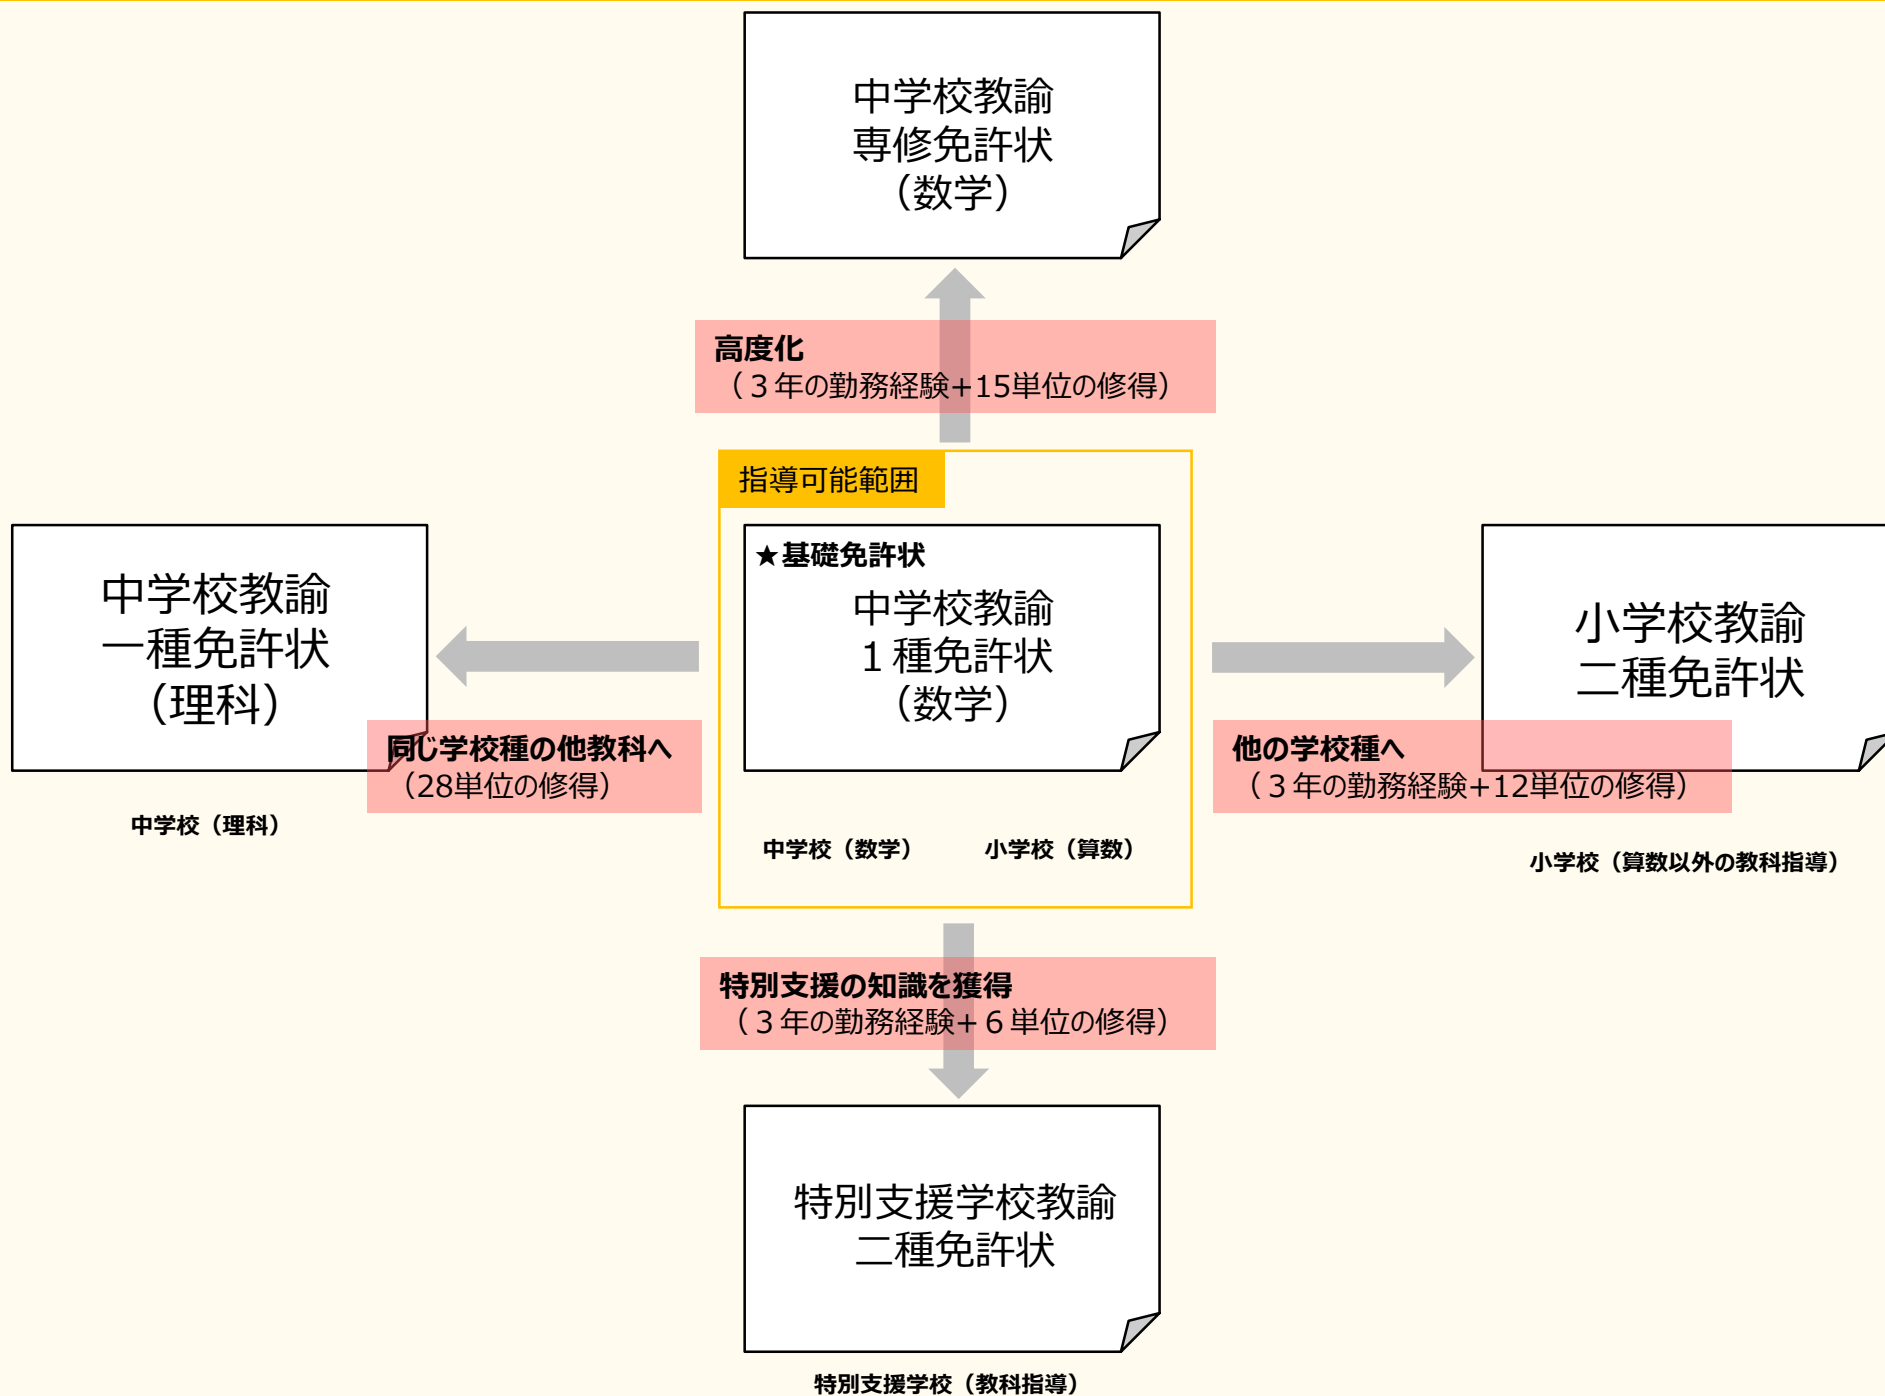 中学校教諭
専修免許状
（数学）
高度化
（３年の勤務経験+15単位の修得）
指導可能範囲
★基礎免許状
中学校教諭
１種免許状
（数学）
中学校（数学）
小学校（算数）
中学校教諭
一種免許状
（理科）
同じ学校種の他教科へ
（28単位の修得）
中学校（理科）
小学校教諭
二種免許状
他の学校種へ
（３年の勤務経験+12単位の修得）
小学校（算数以外の教科指導）
特別支援の知識を獲得
（３年の勤務経験+６単位の修得）
特別支援学校教諭
二種免許状
特別支援学校（教科指導）